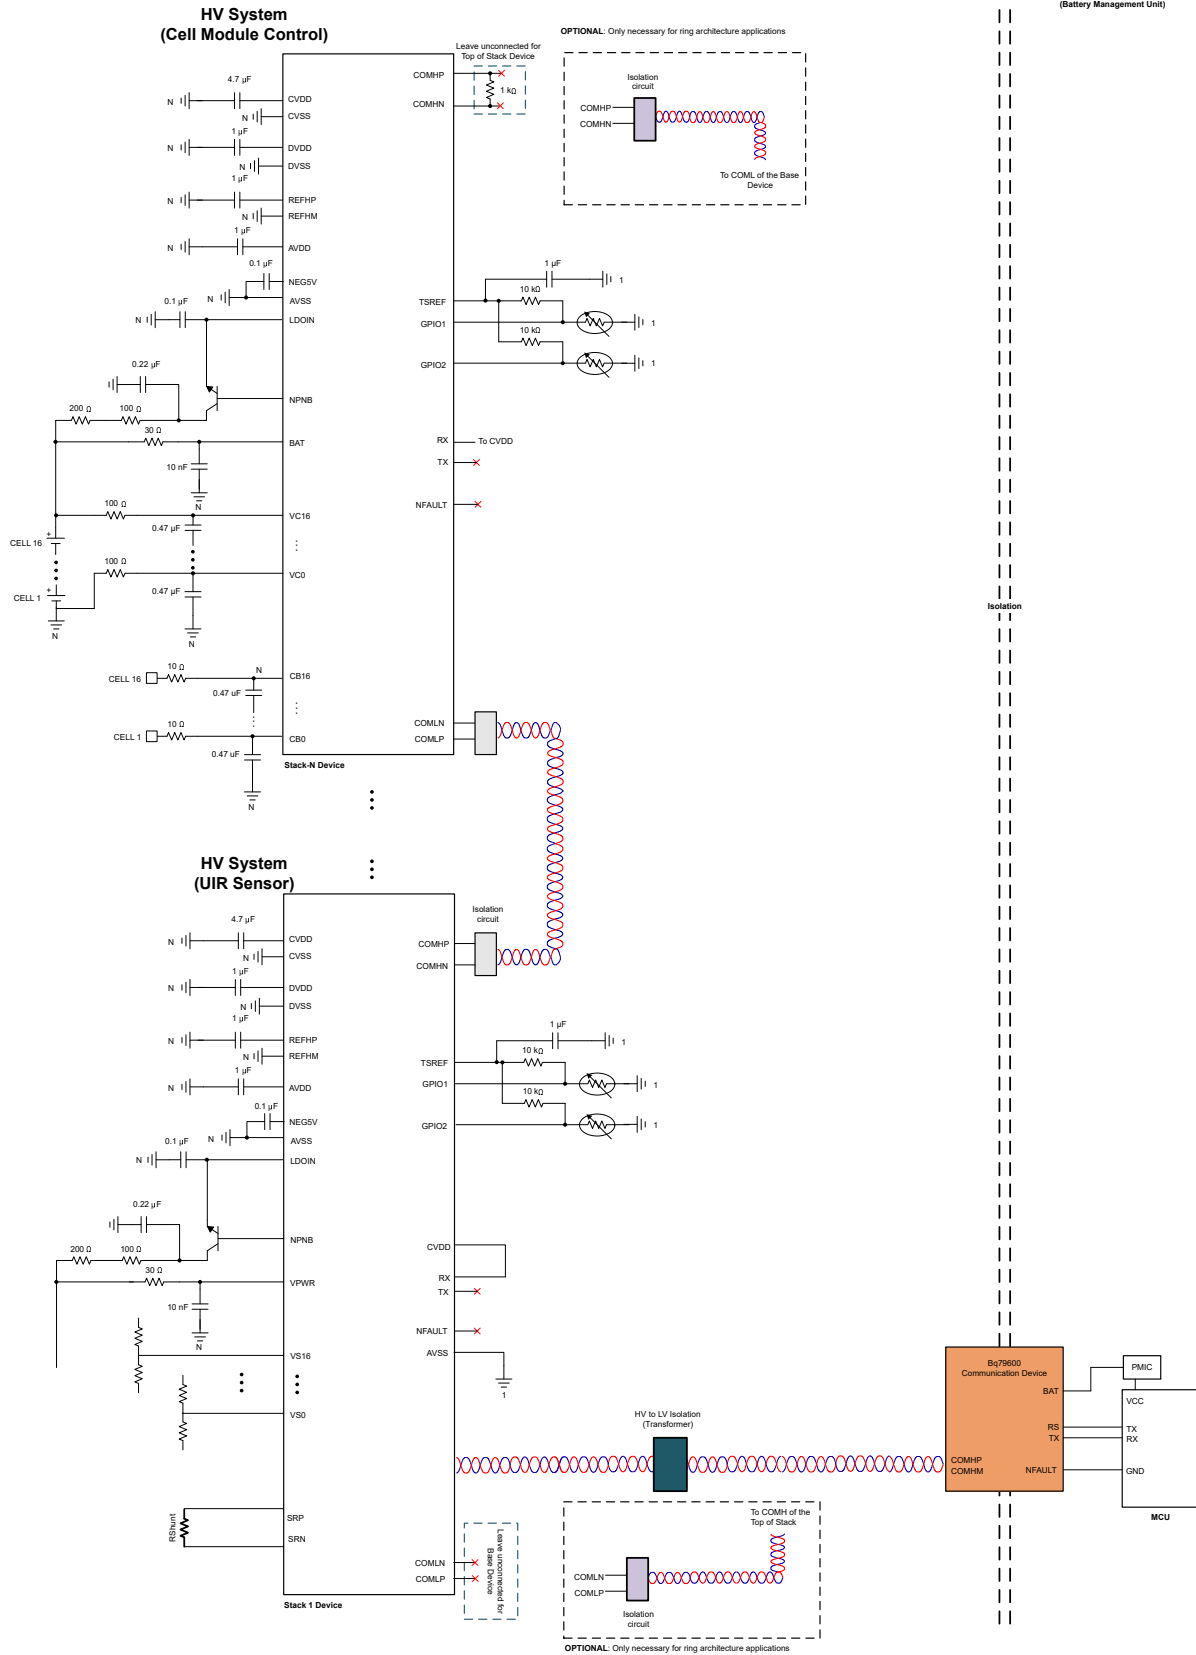 (Battery Management Unit)
HV System
(Cell Module Control)
OPTIONAL: Only necessary for ring architecture applications
Leave unconnected for
Top of Stack Device
COMHP
1 kΩ
COMHN
Isolation
circuit
COMHP
COMHN
To COML of the Base
Device
4.7 µF
N
CVDD
N
CVSS
1 µF
N
DVDD
N
DVSS
1 µF
N
REFHP
N
REFHM
1 µF
N
AVDD
0.1 µF
NEG5V
N
AVSS
0.1 µF
N
LDOIN
1 µF
1
TSREF
10 kΩ
GPIO1
1
10 kΩ
GPIO2
1
0.22 µF
NPNB
200 Ω
100 Ω
30 Ω
BAT
10 nF
N
RX
To CVDD
TX
NFAULT
100 Ω
VC16
0.47 µF
CELL 16
+
100 Ω
VC0
0.47 µF
CELL 1
+
N
N
Isolation
CELL 16
10 Ω
N
CB16
0.47 uF
CELL 1
10 Ω
CB0
0.47 uF
N
COMLN
COMLP
Stack-N Device
HV System
(UIR Sensor)
Isolation
circuit
COMHP
COMHN
4.7 µF
N
CVDD
N
CVSS
1 µF
N
DVDD
N
DVSS
1 µF
N
REFHP
N
REFHM
1 µF
N
AVDD
0.1 µF
NEG5V
N
AVSS
0.1 µF
N
LDOIN
1 µF
1
TSREF
10 kΩ
GPIO1
1
10 kΩ
GPIO2
1
0.22 µF
NPNB
200 Ω
100 Ω
30 Ω
VPWR
10 nF
N
CVDD
RX
TX
NFAULT
AVSS
1
VS16
VS0
HV to LV Isolation
(Transformer)
Bq79600
Communication Device
BAT
RS
TX
COMHP
COMHM
NFAULT
PMIC
VCC
TX
RX
GND
MCU
RShunt
SRP
SRN
COMLN
COMLP
Leave unconnected for
Base Device
To COMH of the
Top of Stack
COMLN
COMLP
Isolation
circuit
Stack 1 Device
OPTIONAL: Only necessary for ring architecture applications